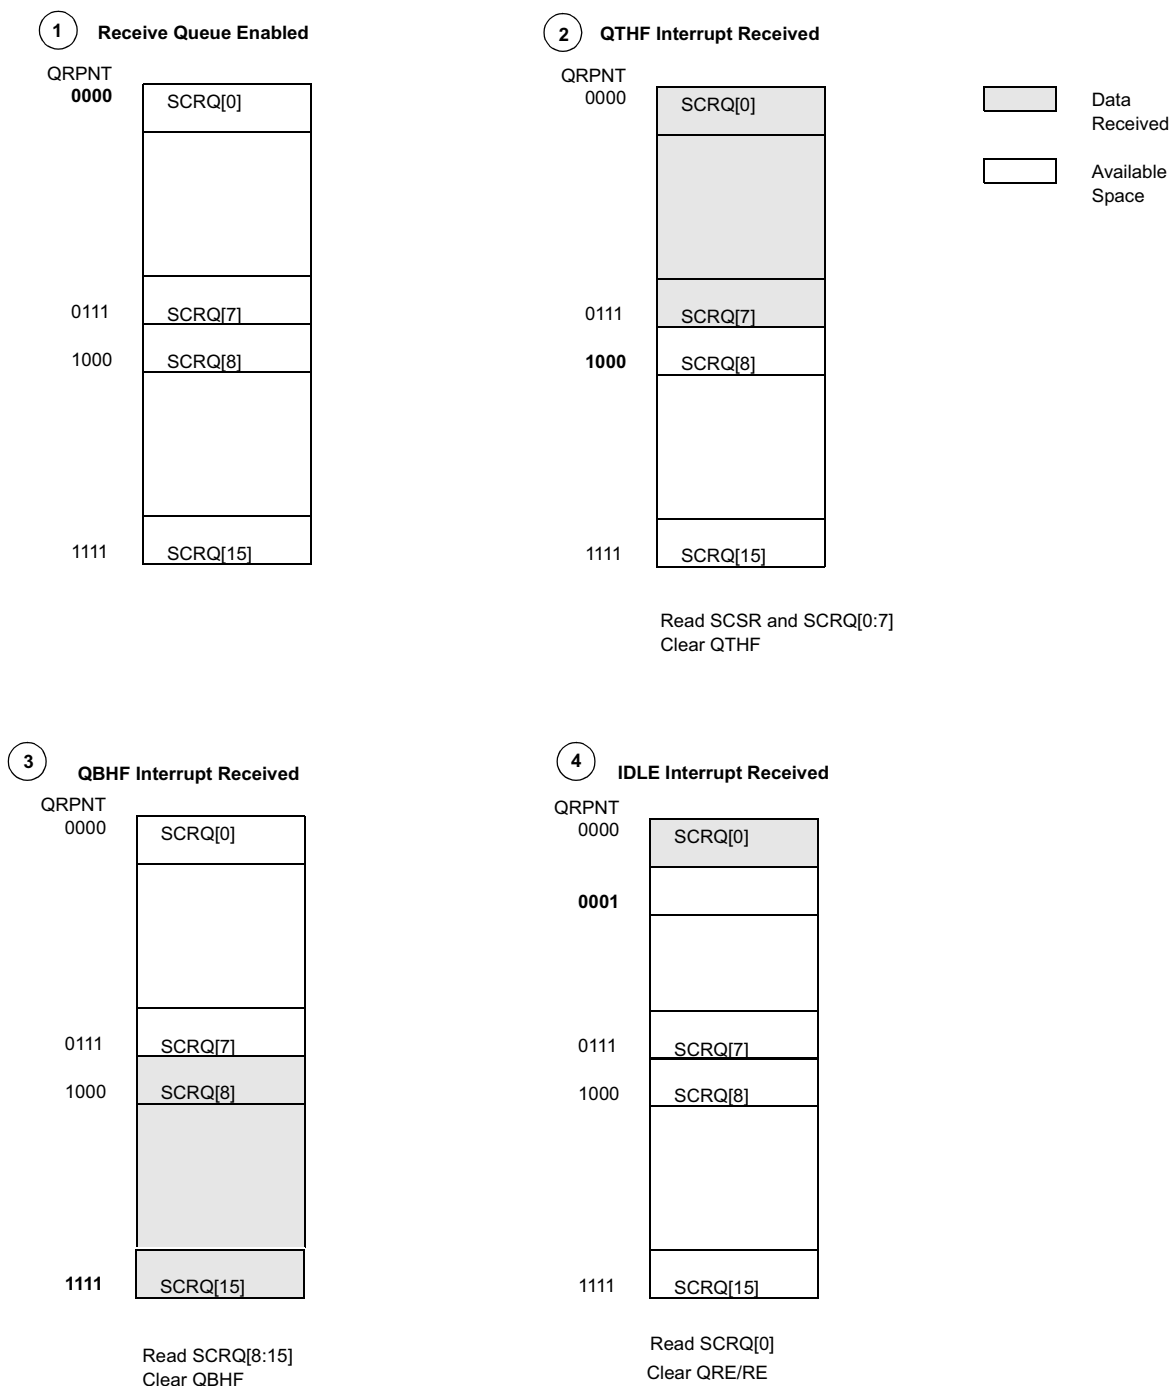 1 Receive Queue Enabled
QRPNT
0000 SCRQ[0]
0111 SCRQ[7]
1000 SCRQ[8]
1111 SCRQ[15]
2 QTHF Interrupt Received
QRPNT
0000 SCRQ[0]
0111 SCRQ[7]
1000 SCRQ[8]
1111 SCRQ[15]
Read SCSR and SCRQ[0:7]
Clear QTHF
Data
Received
Available
Space
3 QBHF Interrupt Received
QRPNT
0000 SCRQ[0]
0111 SCRQ[7]
1000 SCRQ[8]
1111 SCRQ[15]
Read SCRQ[8:15]
Clear QBHF
4 IDLE Interrupt Received
QRPNT
0000 SCRQ[0]
0001
0111 SCRQ[7]
1000 SCRQ[8]
1111 SCRQ[15]
Read SCRQ[0]
Clear QRE/RE